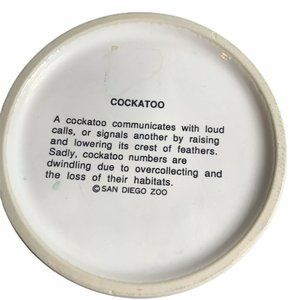 COCKATOO
A cockatoo communicates with loud
calls, or signals another by raising
and lowering its crest of feathers.
Sadly, cockatoo numbers are
dwindling due to overcollecting and
the loss of their habitats.
©SAN DIEGO ZOO